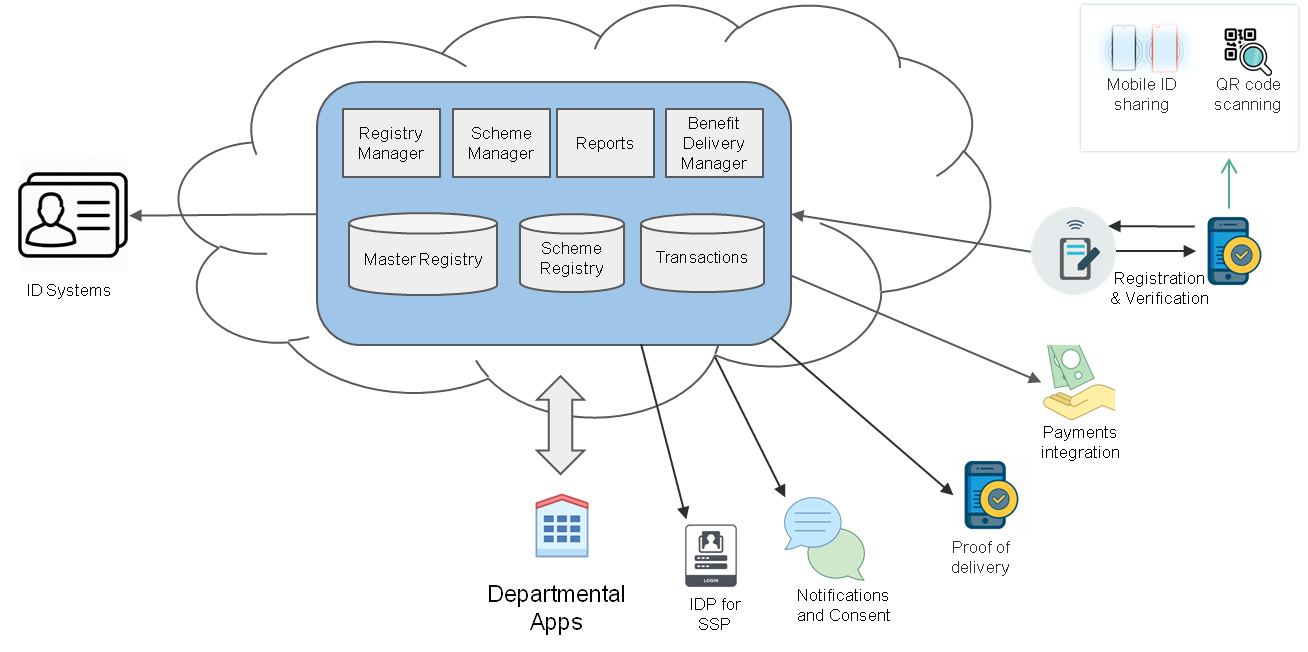 Mobile ID
sharing
QR code
scanning
Registry
Manager
Scheme
Manager
Reports
Benefit
Delivery
Manager
Master Registry
Scheme
Registry
Transactions
ID Systems
Registration
& Verification
Payments
integration
Proof of
delivery
LOGIN
IDP for
SSP
Notifications
and Consent
Departmental
Apps